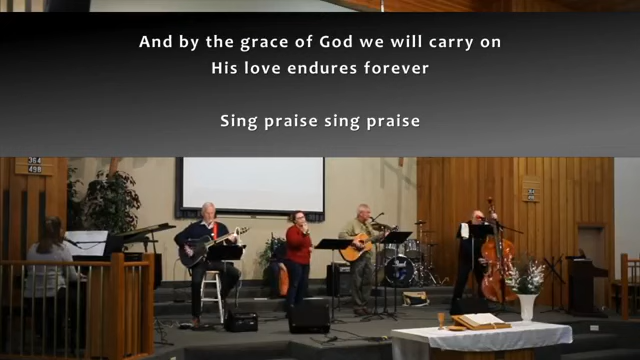 And by the grace of God we will carry on
His love endures forever
Sing praise sing praise
364
498